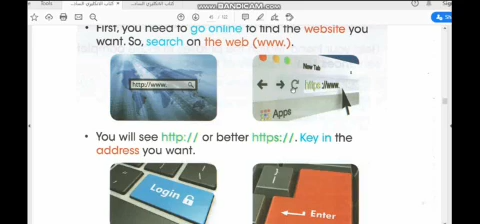 www.BANDICAM.com
Tools
41 / 102
• First, you need to go online to find the website you
want. So, search on the web (www.).
http://www.
New Tab
https://www.
Apps
• You will see http:// or better https://. Key in the
address you want.
Login
Enter